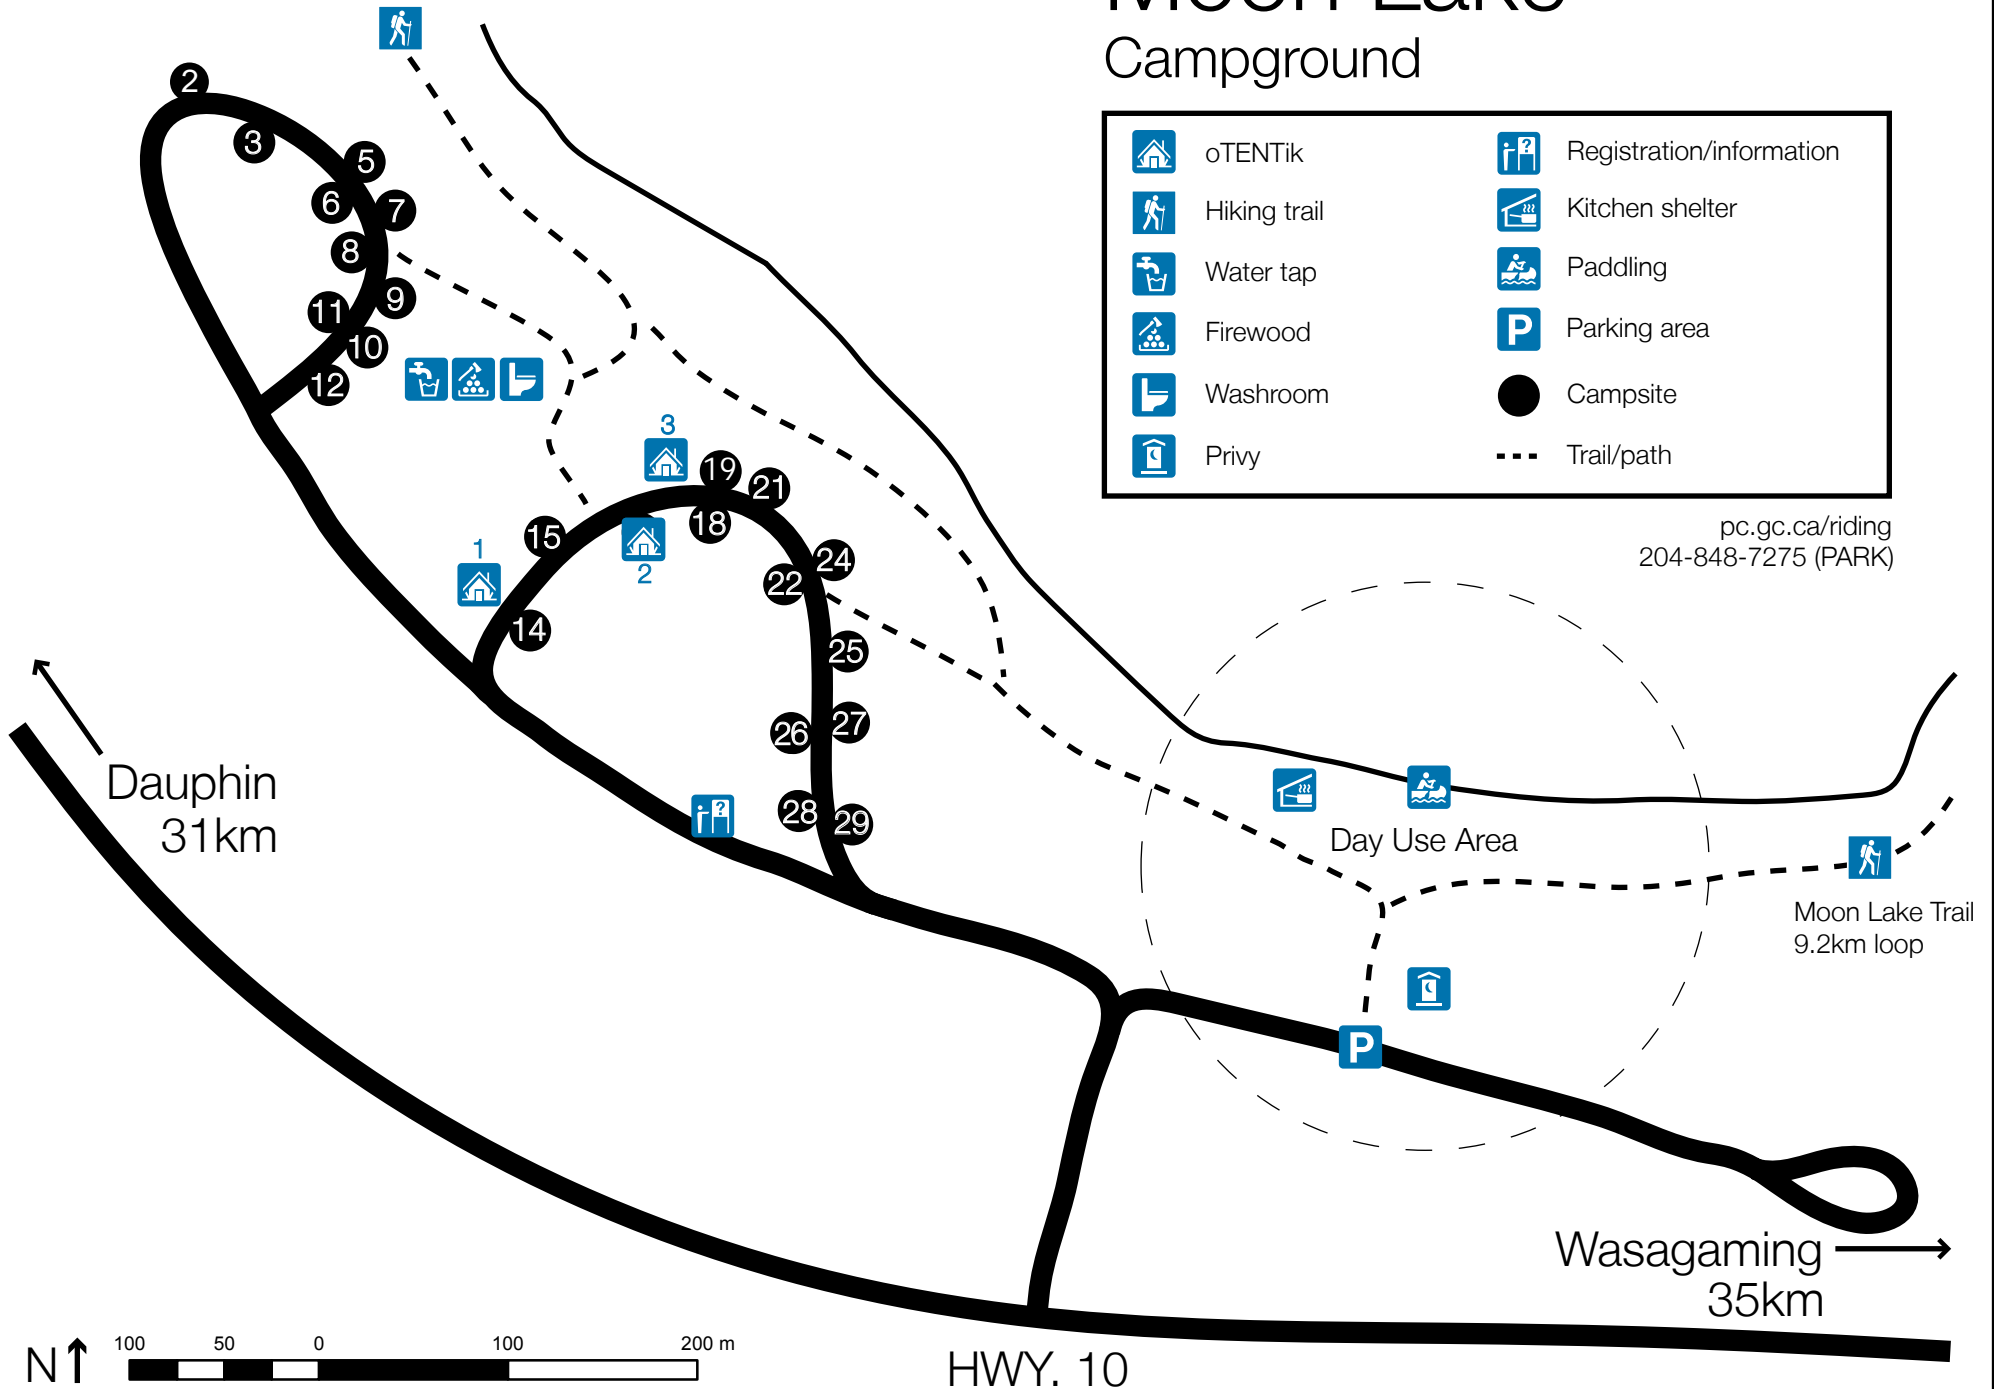 Moon Lake
Campground
oTENTik
Hiking trail
Water tap
Firewood
Washroom
Privy
Registration/information
Kitchen shelter
Paddling
P
Parking area
Campsite
Trail/path
pc.gc.ca/riding
204-848-7275 (PARK)
2
3
5
6
7
8
9
11
10
12
3
19
21
18
15
2
1
14
24
22
25
26
27
28
29
?
Dauphin
31km
Day Use Area
Moon Lake Trail
9.2km loop
P
Wasagaming
35km
HWY. 10
N
100 50 0 100 200 m